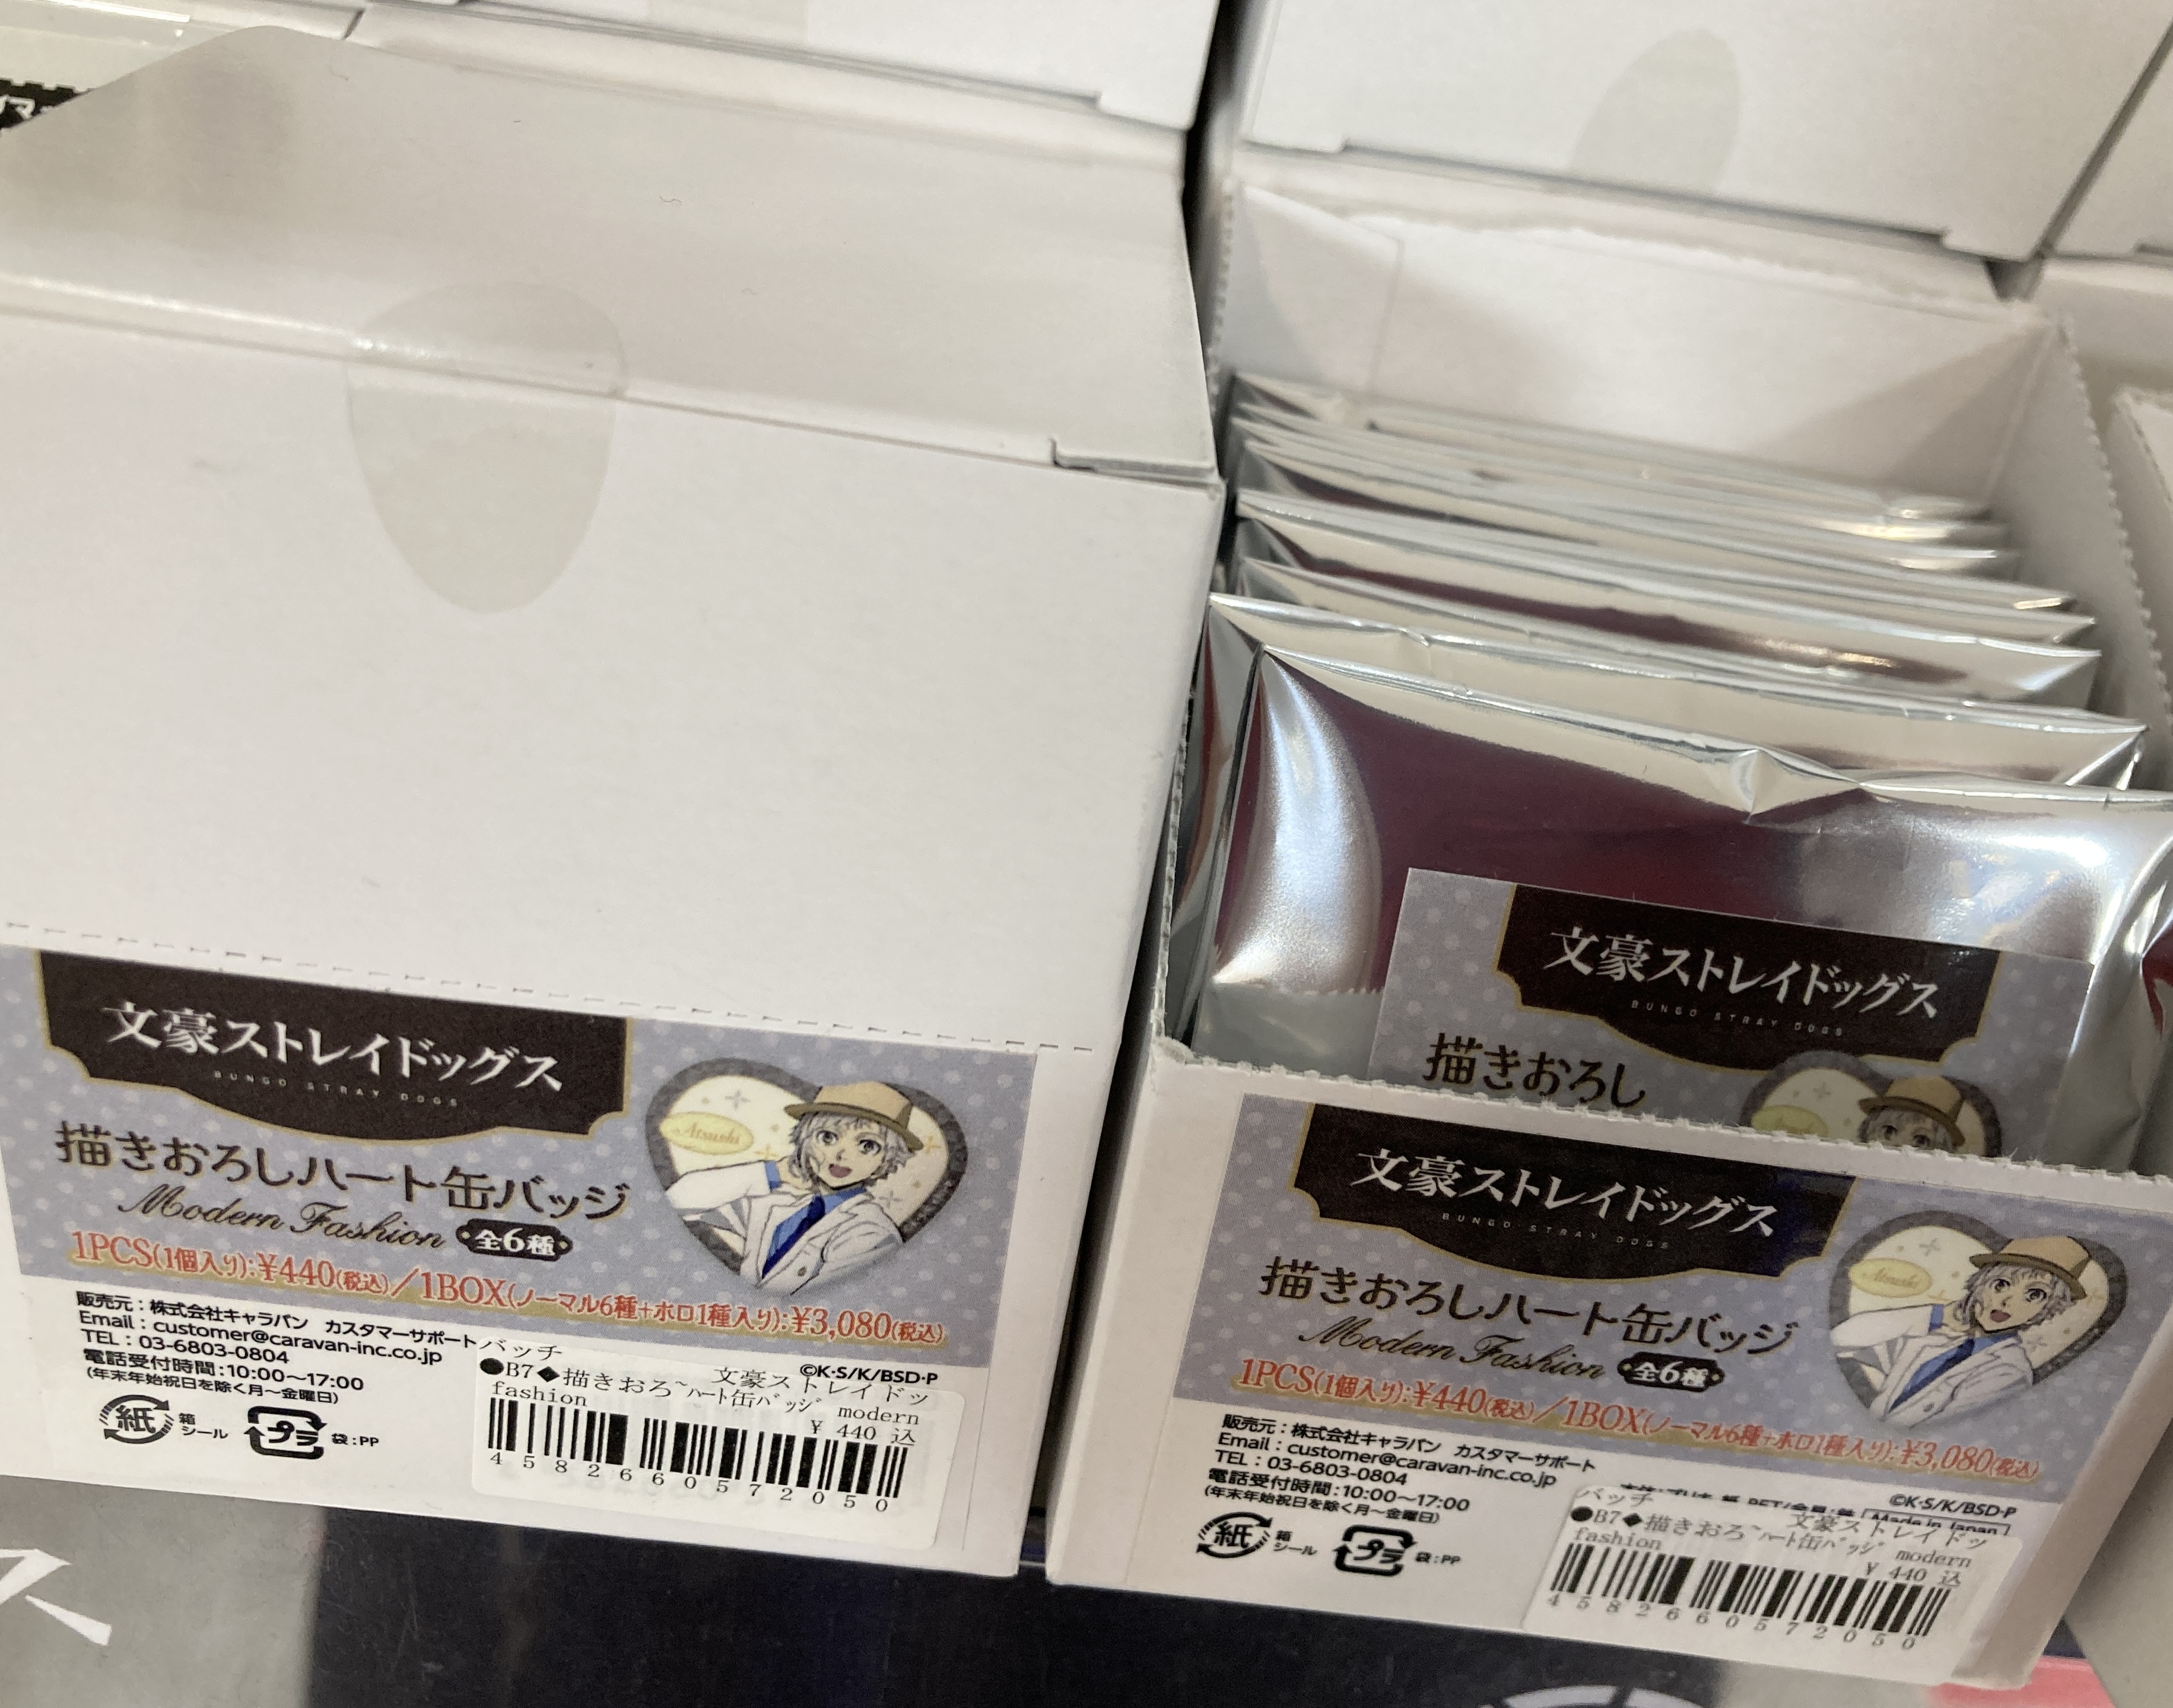 文豪ストレイドッグス
BUNGO STRAY DOGS
描きおろしハート缶バッジ
Modern Fashion 全6種
Atsushi
1PCS(1個入り):¥440(税込)/1BOX(ノーマル6種+ホロ1種入り):¥3,080(税込)
販売元:株式会社キャラバン カスタマーサポート
Email:customer@caravan-inc.co.jp
TEL:03-6803-0804
電話受付時間:10:00〜17:00
(年末年始祝日を除く月〜金曜日)
紙 箱 シール プラ 袋:PP
©K·S/K/BSD·P
バッチ
●B7◆描きおろ~ハート缶バッジ 文豪ストレイドッ
fashion modern
¥ 440 込
4582660572050
文豪ストレイドッグス
BUNGO STRAY DOGS
描きおろし
文豪ストレイドッグス
BUNGO STRAY DOGS
描きおろしハート缶バッジ
Modern Fashion 全6種
Atsushi
1PCS(1個入り):¥440(税込)/1BOX(ノーマル6種+ホロ1種入り):¥3,080(税込)
販売元:株式会社キャラバン カスタマーサポート
Email:customer@caravan-inc.co.jp
TEL:03-6803-0804
電話受付時間:10:00〜17:00
(年末年始祝日を除く月〜金曜日)
紙 箱 シール プラ 袋:PP
©K·S/K/BSD·P
Made in Japan
バッチ
●B7◆描きおろ~ハート缶バッジ 文豪ストレイドッ
fashion modern
¥ 440 込
4582660572050
ス